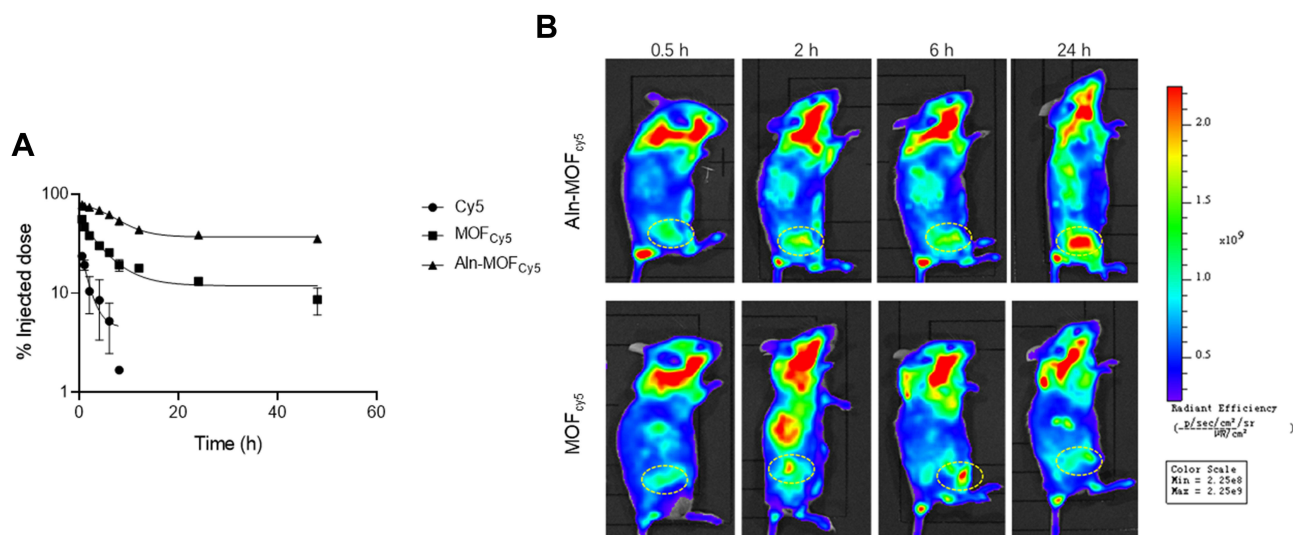 A
% Injected dose
100
10
1
0
20
40
60
Time (h)
Cy5
MOFCy5
Aln-MOFCy5
B
0.5 h 2 h 6 h 24 h
Aln-MOFcy5
MOFcy5
2.0
x10⁹
1.0
0.5
Radiant Efficiency
(p/sec/cm²/sr
µW/cm²)
Color Scale
Min = 2.25e8
Max = 2.25e9